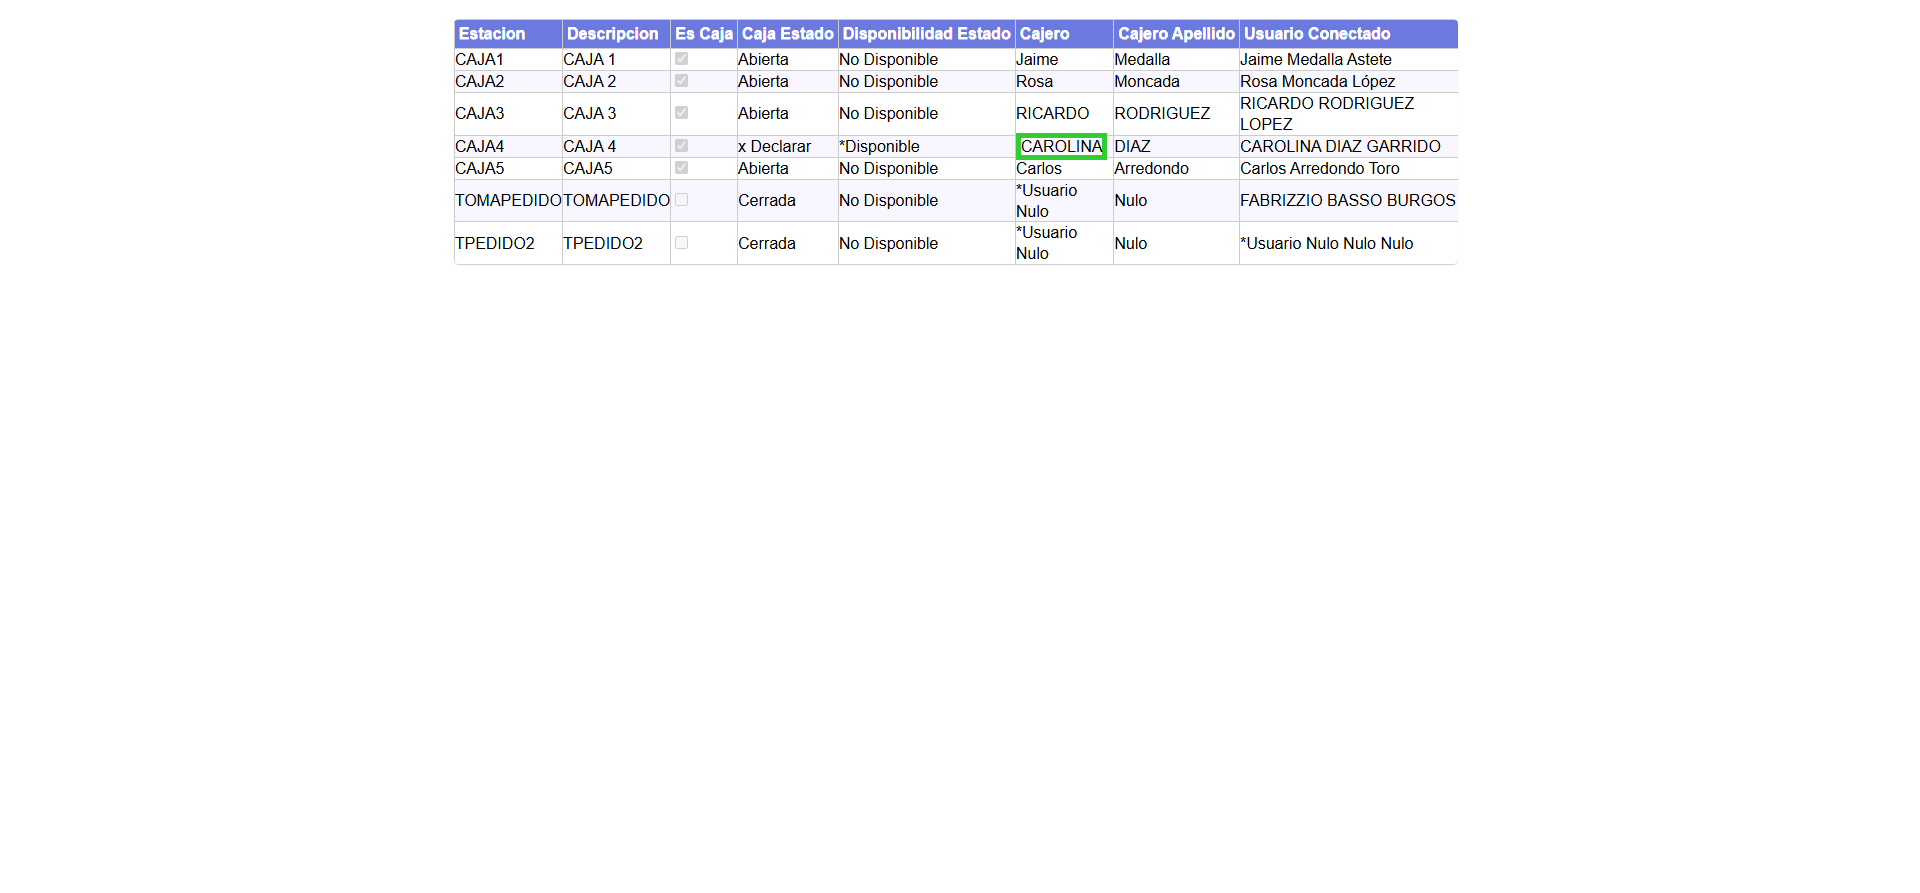 Estacion Descripcion Es Caja Caja Estado Disponibilidad Estado Cajero Cajero Apellido Usuario Conectado
CAJA1 CAJA 1 Abierta No Disponible Jaime Medalla Jaime Medalla Astete
CAJA2 CAJA 2 Abierta No Disponible Rosa Moncada Rosa Moncada López
CAJA3 CAJA 3 Abierta No Disponible RICARDO RODRIGUEZ RICARDO RODRIGUEZ
LOPEZ
CAJA4 CAJA 4 x Declarar *Disponible CAROLINA DIAZ CAROLINA DIAZ GARRIDO
CAJA5 CAJA5 Abierta No Disponible Carlos Arredondo Carlos Arredondo Toro
TOMAPEDIDO TOMAPEDIDO Cerrada No Disponible *Usuario
Nulo Nulo FABRIZZIO BASSO BURGOS
TPEDIDO2 TPEDIDO2 Cerrada No Disponible *Usuario
Nulo Nulo *Usuario Nulo Nulo Nulo